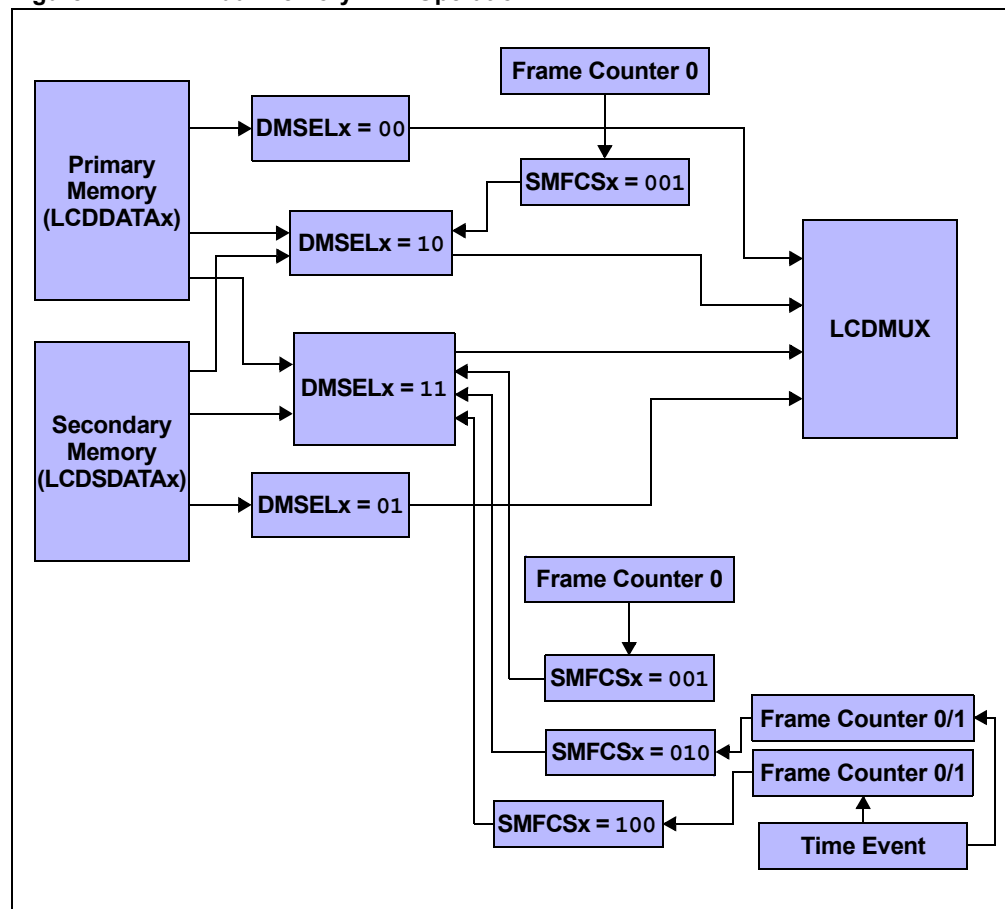 Frame Counter 0
DMSELx = 00
Primary
Memory
(LCDDATAx)
SMFCSx = 001
DMSELx = 10
LCDMUX
DMSELx = 11
Secondary
Memory
(LCDSDATAx)
DMSELx = 01
Frame Counter 0
SMFCSx = 001
Frame Counter 0/1
SMFCSx = 010
Frame Counter 0/1
SMFCSx = 100
Time Event